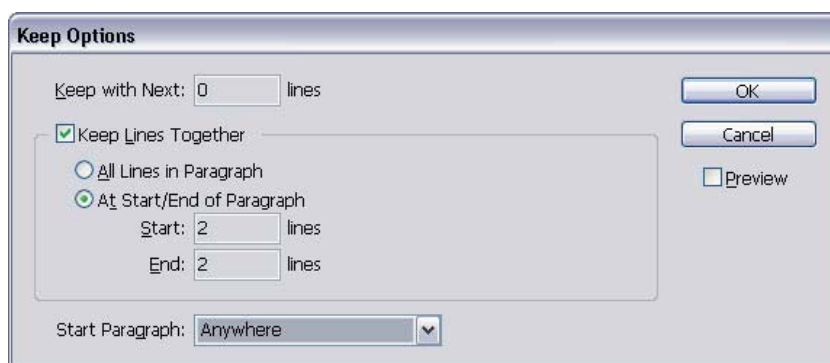 Keep Options
Keep with Next: 0 lines
OK
Keep Lines Together
Cancel
All Lines in Paragraph
Preview
At Start/End of Paragraph
Start: 2 lines
End: 2 lines
Start Paragraph: Anywhere